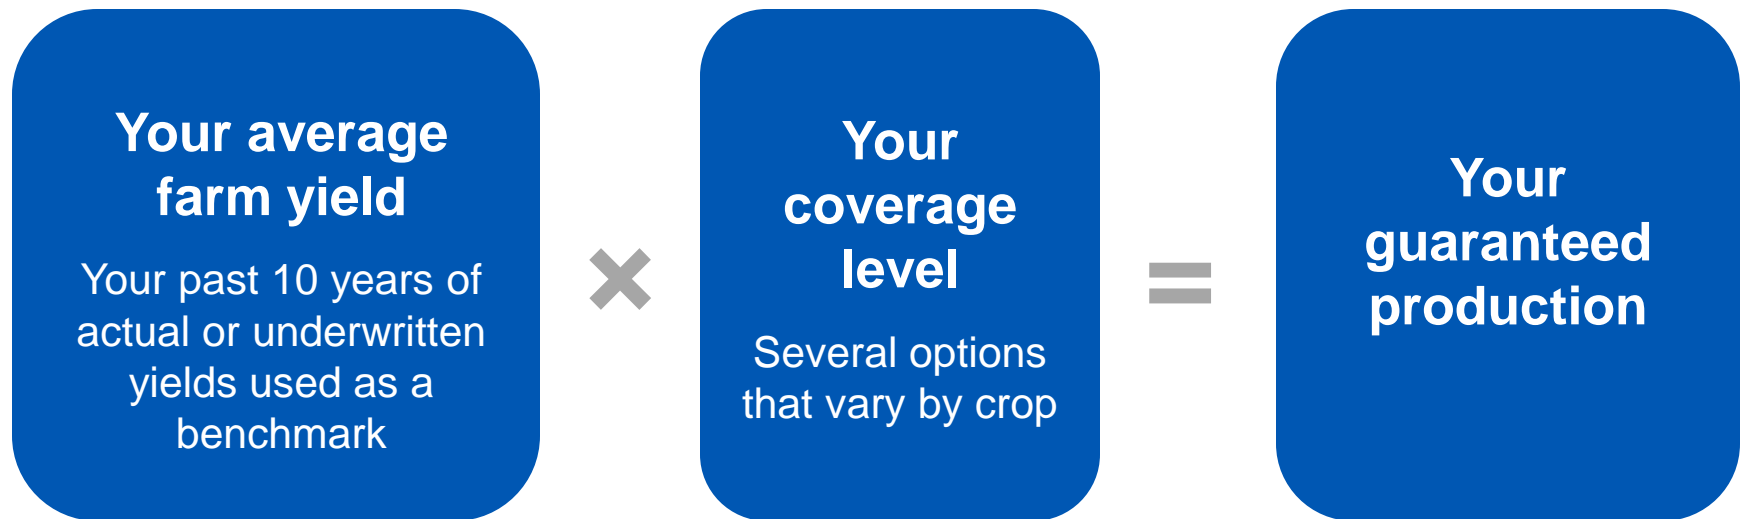 Your average
farm yield
Your past 10 years of
actual or underwritten
yields used as a
benchmark
×
Your
coverage
level
Several options
that vary by crop
=
Your
guaranteed
production